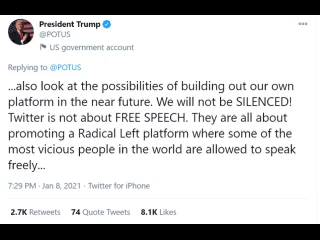 President Trump
@POTUS
US government account
Replying to @POTUS
...also look at the possibilities of building out our own
platform in the near future. We will not be SILENCED!
Twitter is not about FREE SPEECH. They are all about
promoting a Radical Left platform where some of the
most vicious people in the world are allowed to speak
freely...
7:29 PM · Jan 8, 2021 · Twitter for iPhone
2.7K Retweets 74 Quote Tweets 8.1K Likes